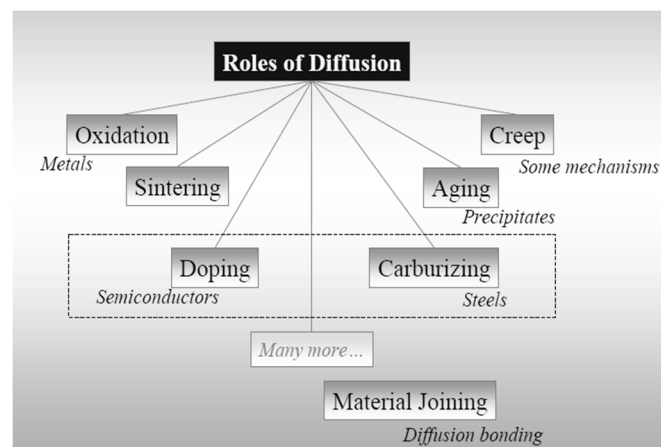 Roles of Diffusion
Oxidation
Creep
Metals
Some mechanisms
Sintering
Aging
Precipitates
Doping
Carburizing
Semiconductors
Steels
Many more…
Material Joining
Diffusion bonding